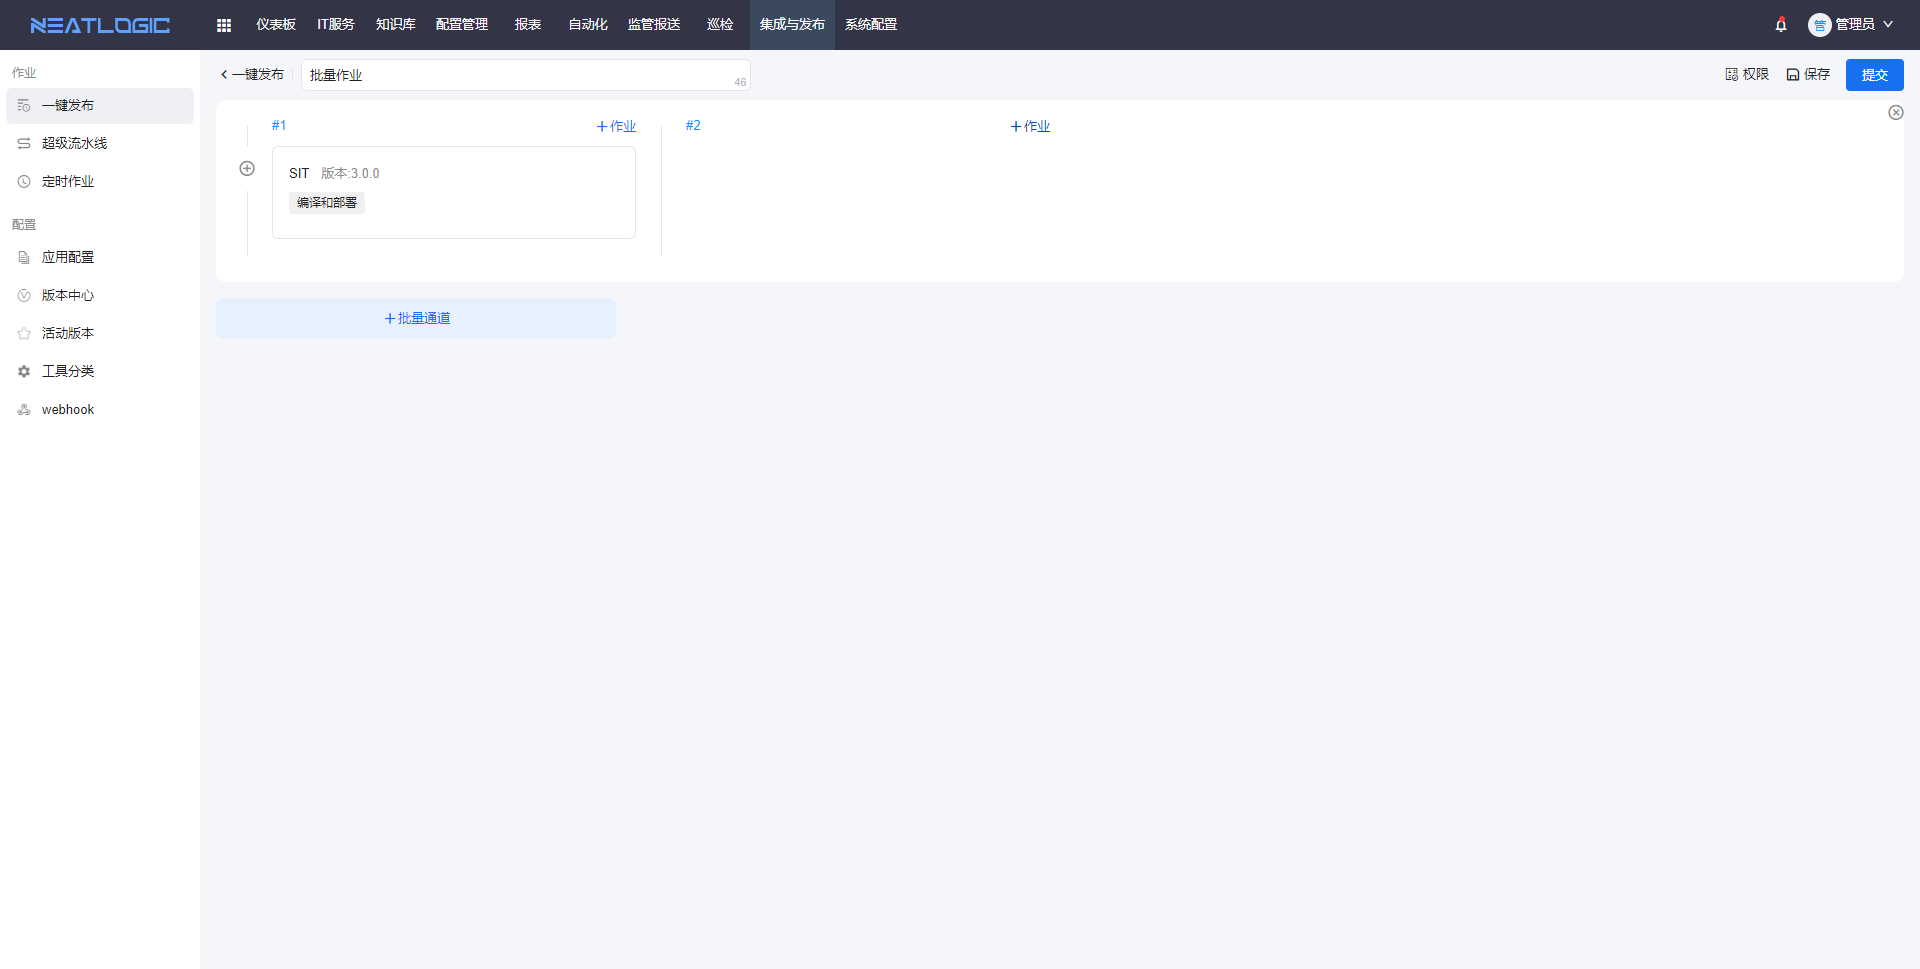 NEATLOGIC 仪表板 IT服务 知识库 配置管理 报表 自动化 监管报送 巡检 集成与发布 系统配置 管 管理员
作业
一键发布
超级流水线
定时作业
配置
应用配置
版本中心
活动版本
工具分类
webhook
一键发布 批量作业 46 权限 保存 提交
#1 作业 #2 作业
SIT 版本:3.0.0
编译和部署
批量通道